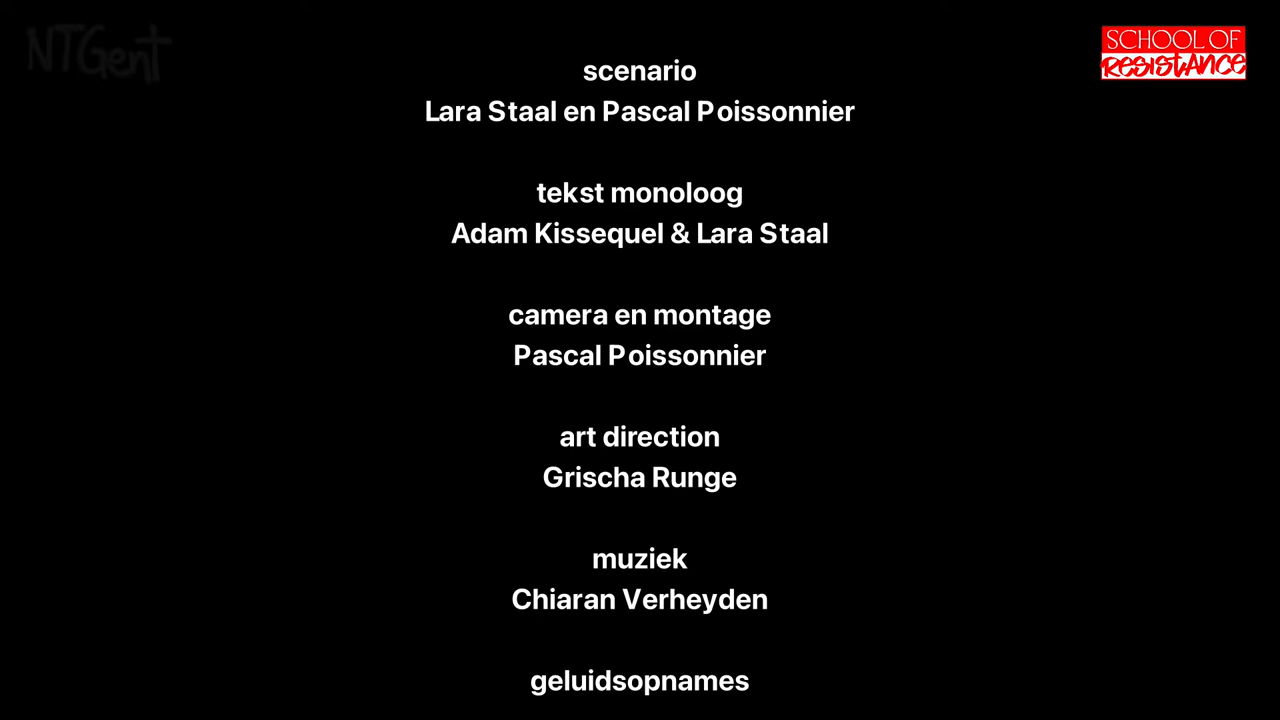 NTGent
SCHOOL OF
RESISTANCE
scenario
Lara Staal en Pascal Poissonnier
tekst monoloog
Adam Kissequel & Lara Staal
camera en montage
Pascal Poissonnier
art direction
Grischa Runge
muziek
Chiaran Verheyden
geluidsopnames